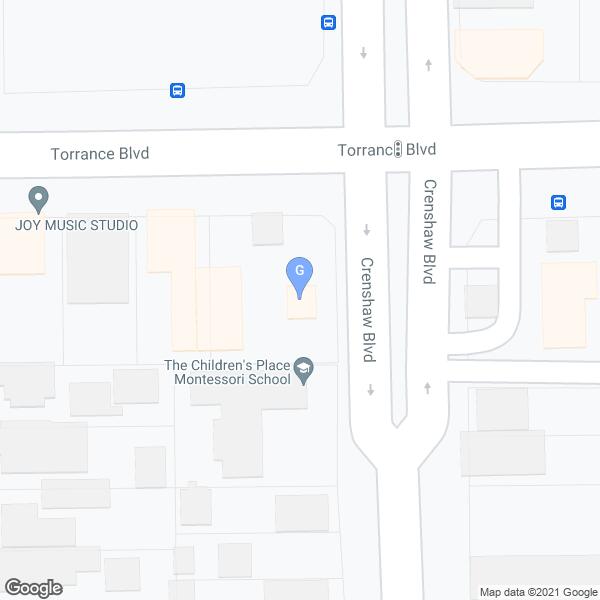 Torrance Blvd
Torrance Blvd
Crenshaw Blvd
JOY MUSIC STUDIO
G
Crenshaw Blvd
The Children's Place
Montessori School
Google
Map data ©2021 Google